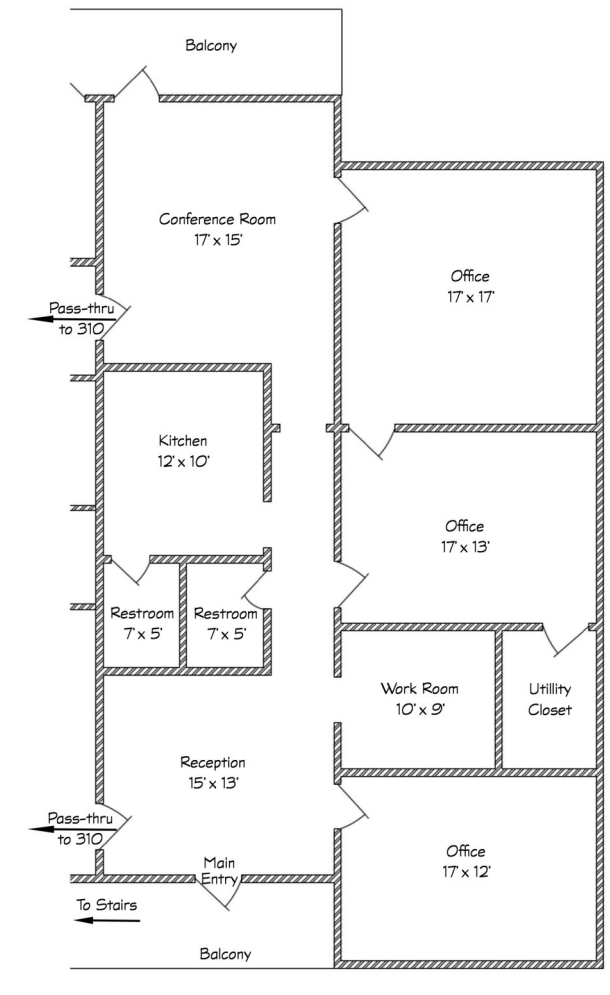 Balcony
Conference Room
17' x 15'
Office
17' x 17'
Pass-thru
to 310
Kitchen
12' x 10'
Office
17' x 13'
Restroom
7' x 5'
Restroom
7' x 5'
Work Room
10' x 9'
Utillity
Closet
Reception
15' x 13'
Pass-thru
to 310
Main
Entry
Office
17' x 12'
To Stairs
Balcony